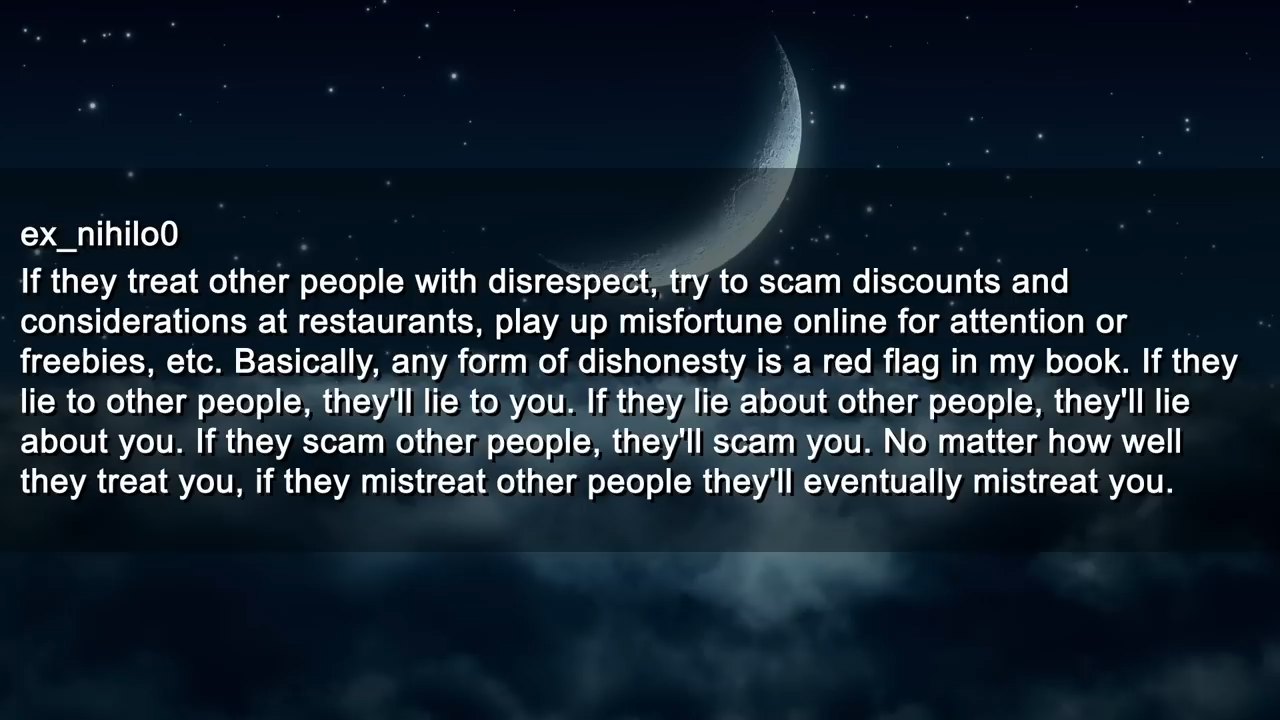 ex_nihilo0
If they treat other people with disrespect, try to scam discounts and
considerations at restaurants, play up misfortune online for attention or
freebies, etc. Basically, any form of dishonesty is a red flag in my book. If they
lie to other people, they'll lie to you. If they lie about other people, they'll lie
about you. If they scam other people, they'll scam you. No matter how well
they treat you, if they mistreat other people they'll eventually mistreat you.